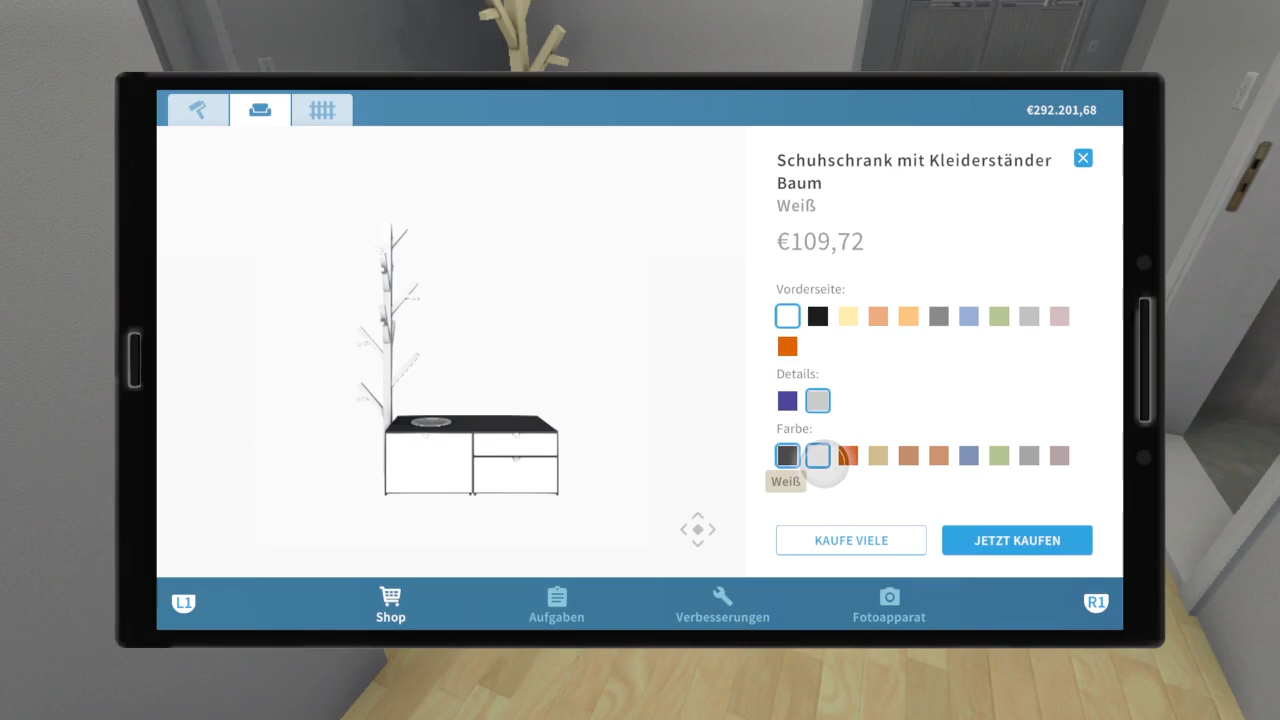 €292.201,68
Schuhschrank mit Kleiderständer
Baum
Weiß
€109,72
Vorderseite:
Details:
Farbe:
Weiß
KAUFE VIELE
JETZT KAUFEN
L1
Shop
Aufgaben
Verbesserungen
Fotoapparat
R1